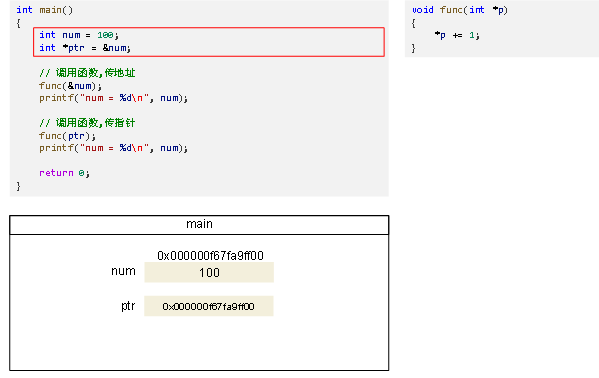 int main()
{
    int num = 100;
    int *ptr = &num;
    // 调用函数,传地址
    func(&num);
    printf("num = %d\n", num);
    // 调用函数,传指针
    func(ptr);
    printf("num = %d\n", num);
    return 0;
}
void func(int *p)
{
    *p += 1;
}
main
0x000000f67fa9ff00
num 100
ptr 0x000000f67fa9ff00